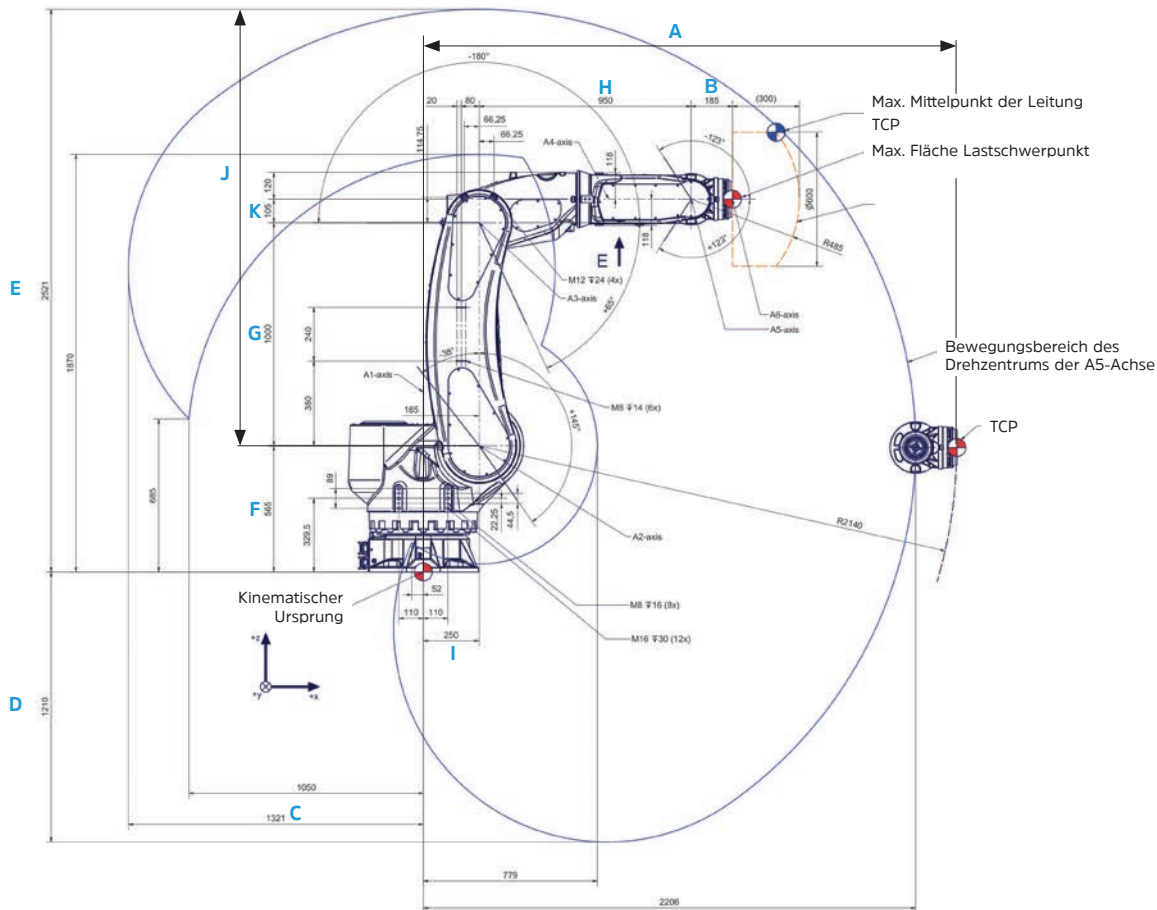 A
-180°
H
B
20
80
950
185
(300)
66.25
66.25
114.75
A4-axis
118
-123°
Max. Mittelpunkt der Leitung
TCP
Max. Fläche Lastschwerpunkt
J
120
K
105
Ø600
118
+123°
R485
E
M12 ↧24 (4x)
A3-axis
+65°
E
2521
G
1000
240
A6-axis
A5-axis
1870
-38°
A1-axis
Bewegungsbereich des
Drehzentrums der A5-Achse
380
M8 ↧14 (6x)
185
+145°
TCP
685
89
F
565
329,5
22,25
44,5
R2140
A2-axis
Kinematischer
Ursprung
52
M8 ↧16 (8x)
110
110
M16 ↧30 (12x)
250
I
+z
+y
+x
D
1210
1050
C
1321
779
2206